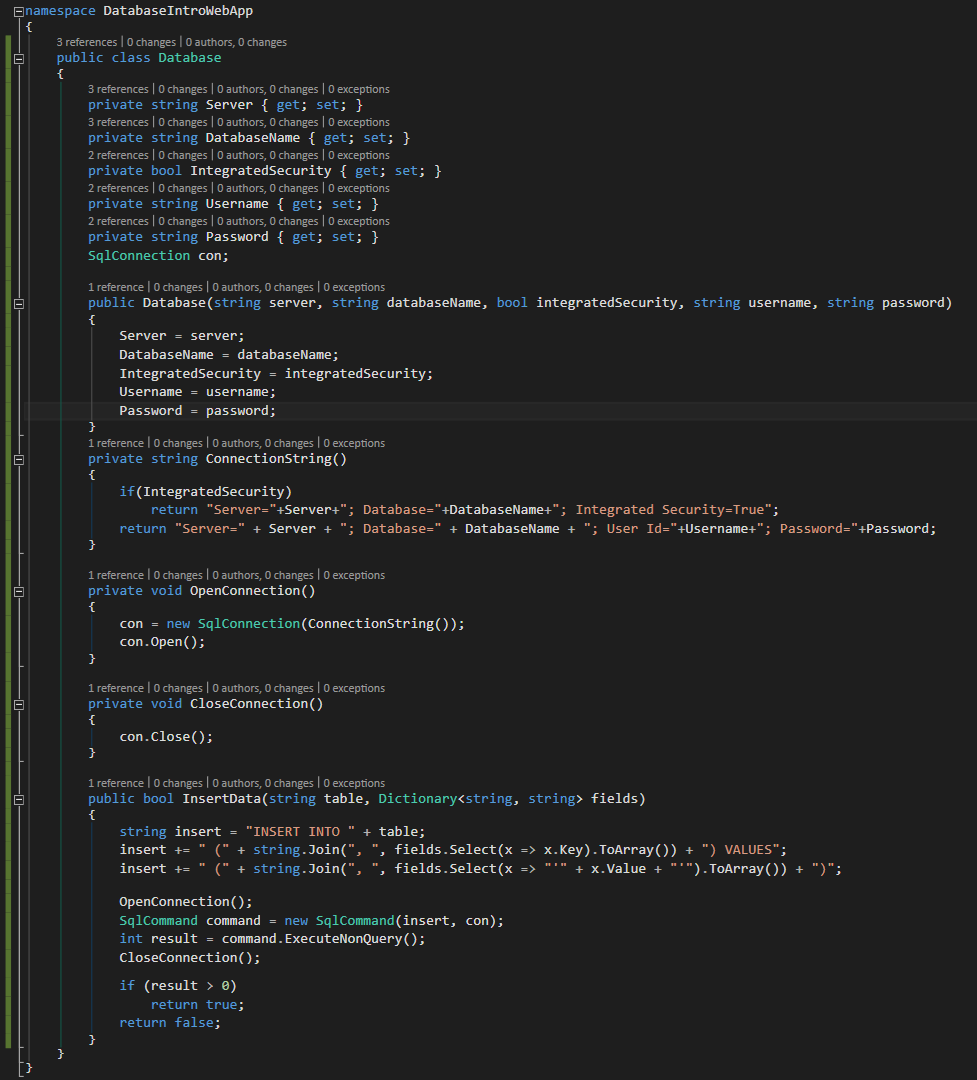 namespace DatabaseIntroWebApp
{
3 references | 0 changes | 0 authors, 0 changes
public class Database
{
3 references | 0 changes | 0 authors, 0 changes | 0 exceptions
private string Server { get; set; }
3 references | 0 changes | 0 authors, 0 changes | 0 exceptions
private string DatabaseName { get; set; }
2 references | 0 changes | 0 authors, 0 changes | 0 exceptions
private bool IntegratedSecurity { get; set; }
2 references | 0 changes | 0 authors, 0 changes | 0 exceptions
private string Username { get; set; }
2 references | 0 changes | 0 authors, 0 changes | 0 exceptions
private string Password { get; set; }
SqlConnection con;
1 reference | 0 changes | 0 authors, 0 changes | 0 exceptions
public Database(string server, string databaseName, bool integratedSecurity, string username, string password)
{
Server = server;
DatabaseName = databaseName;
IntegratedSecurity = integratedSecurity;
Username = username;
Password = password;
}
1 reference | 0 changes | 0 authors, 0 changes | 0 exceptions
private string ConnectionString()
{
if(IntegratedSecurity)
return "Server="+Server+"; Database="+DatabaseName+"; Integrated Security=True";
return "Server=" + Server + "; Database=" + DatabaseName + "; User Id="+Username+"; Password="+Password;
}
1 reference | 0 changes | 0 authors, 0 changes | 0 exceptions
private void OpenConnection()
{
con = new SqlConnection(ConnectionString());
con.Open();
}
1 reference | 0 changes | 0 authors, 0 changes | 0 exceptions
private void CloseConnection()
{
con.Close();
}
1 reference | 0 changes | 0 authors, 0 changes | 0 exceptions
public bool InsertData(string table, Dictionary<string, string> fields)
{
string insert = "INSERT INTO " + table;
insert += " (" + string.Join(", ", fields.Select(x => x.Key).ToArray()) + ") VALUES";
insert += " (" + string.Join(", ", fields.Select(x => "'" + x.Value + "'").ToArray()) + ")";
OpenConnection();
SqlCommand command = new SqlCommand(insert, con);
int result = command.ExecuteNonQuery();
CloseConnection();
if (result > 0)
return true;
return false;
}
}
}